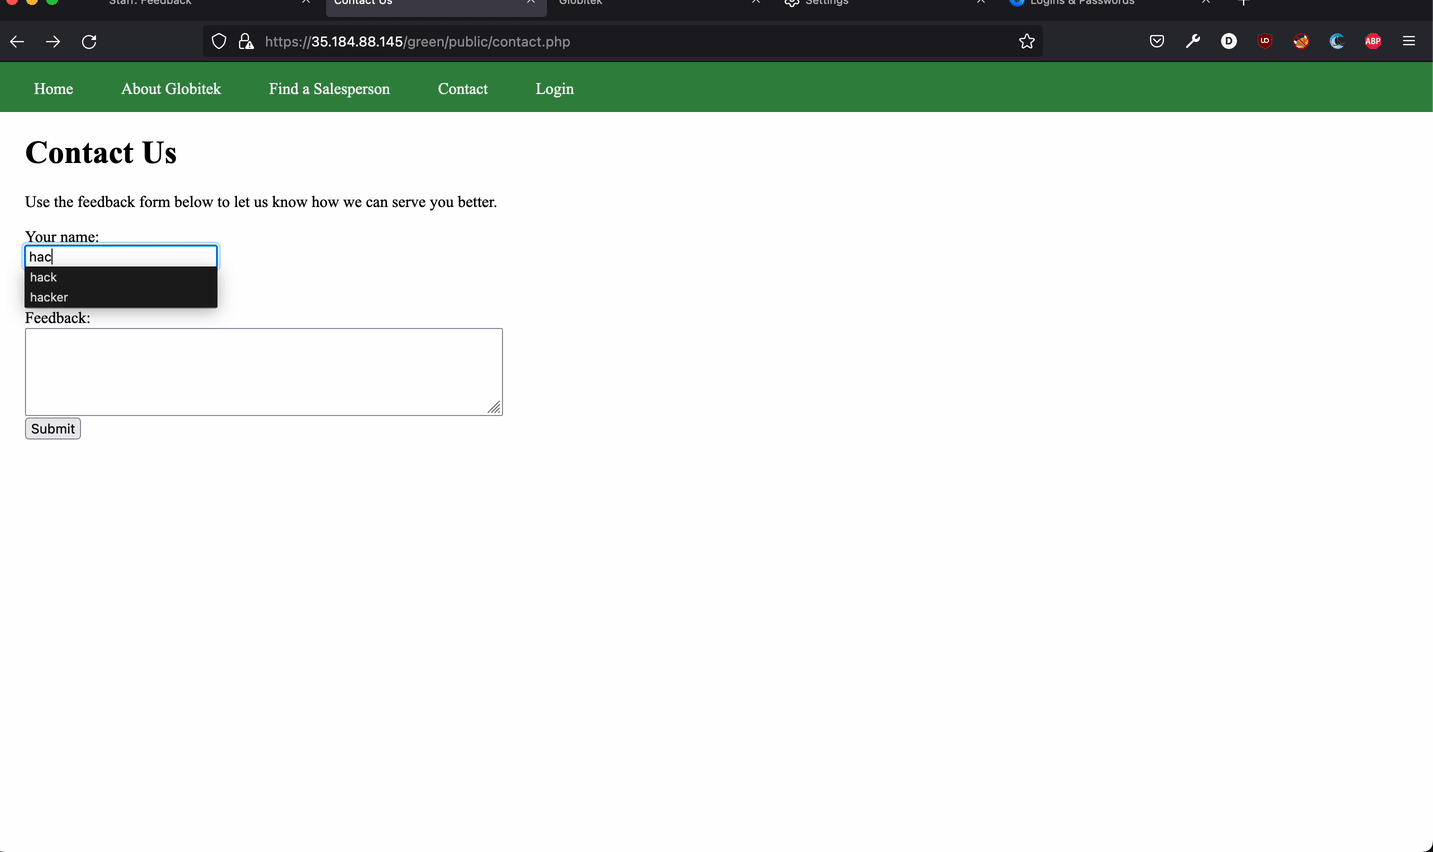 Staff: Feedback
Contact Us
Globitek
Settings
Logins & Passwords
https://35.184.88.145/green/public/contact.php
D
UD
ABP
Home
About Globitek
Find a Salesperson
Contact
Login
Contact Us
Use the feedback form below to let us know how we can serve you better.
Your name:
hac
hack
hacker
Feedback:
Submit